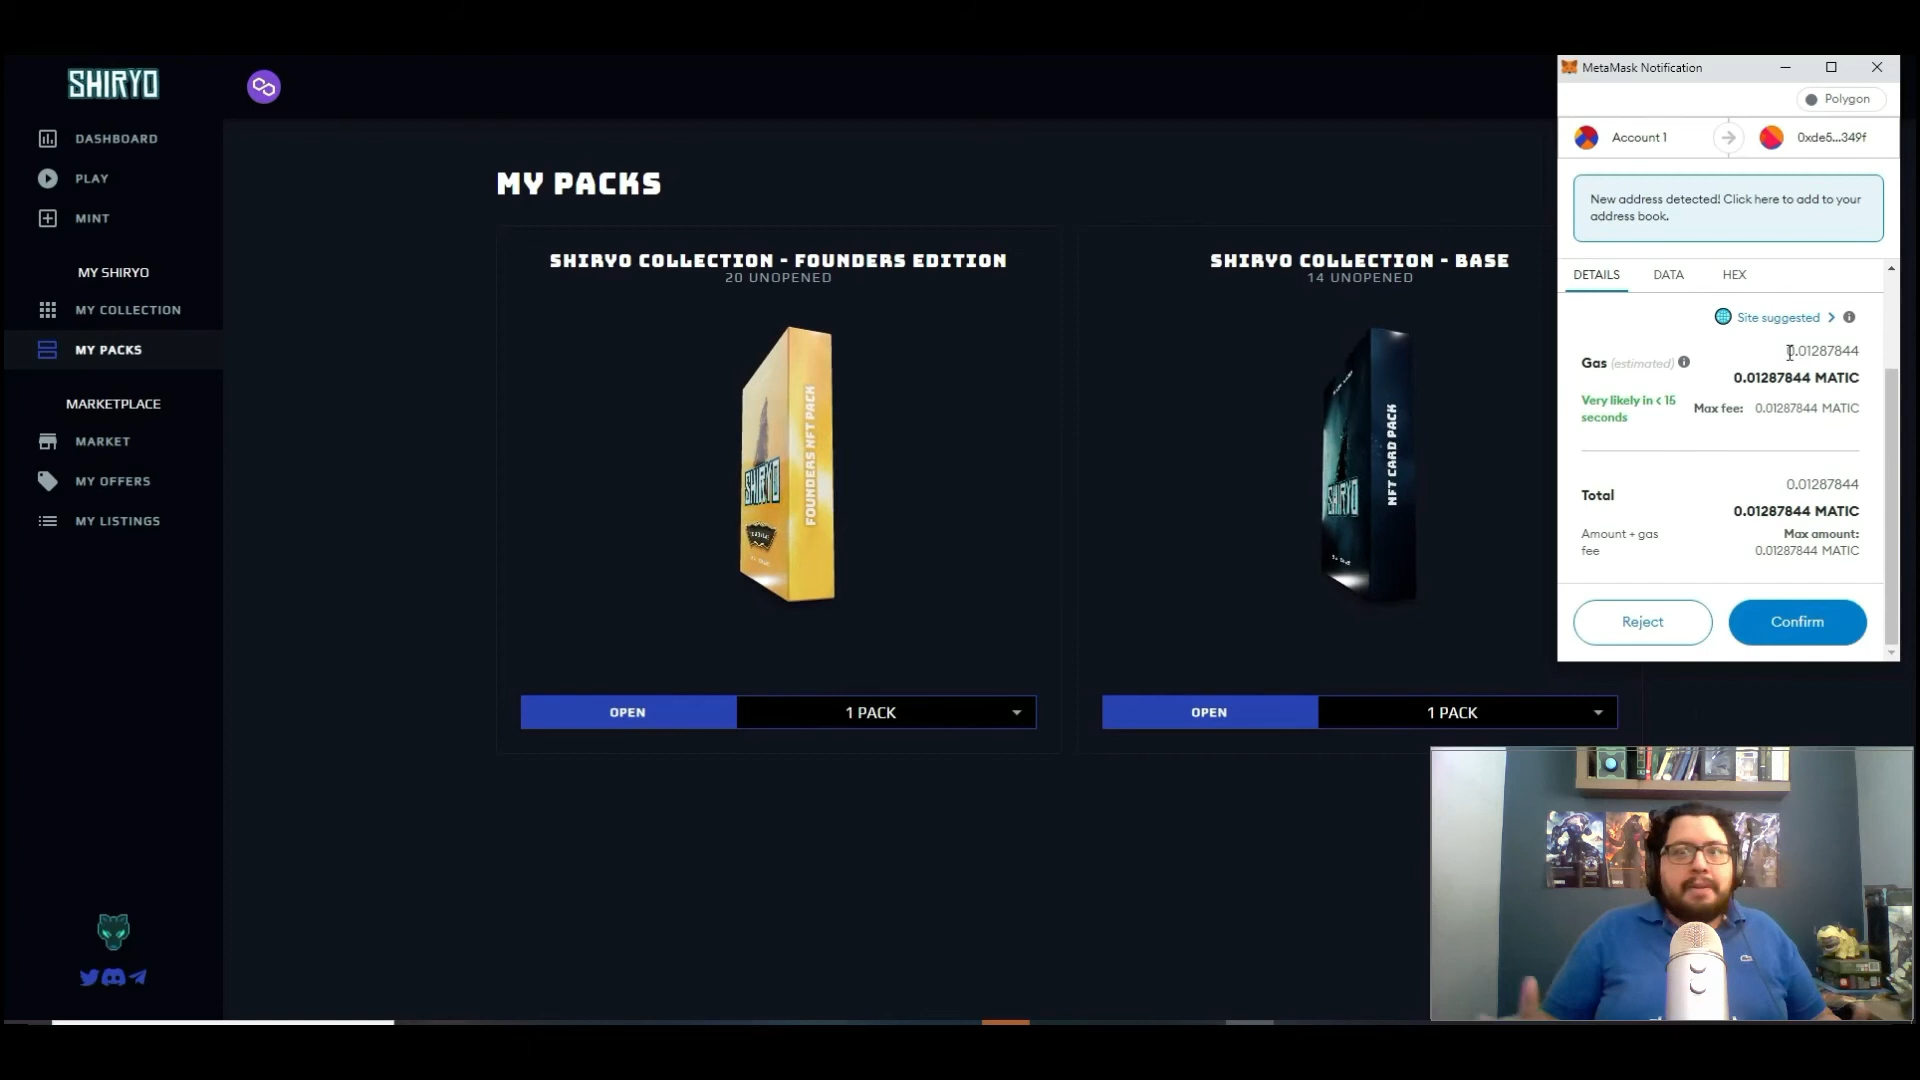 SHIRYO
DASHBOARD
PLAY
MINT
MY SHIRYO
MY COLLECTION
MY PACKS
MARKETPLACE
MARKET
MY OFFERS
MY LISTINGS
MY PACKS
SHIRYO COLLECTION - FOUNDERS EDITION
20 UNOPENED
SHIRYO
FOUNDERS NFT PACK
OPEN
1 PACK
SHIRYO COLLECTION - BASE
14 UNOPENED
SHIRYO
NFT CARD PACK
OPEN
1 PACK
MetaMask Notification
Polygon
Account 1
0xde5...349f
New address detected! Click here to add to your
address book.
DETAILS DATA HEX
Site suggested
0.01287844
Gas (estimated)
0.01287844 MATIC
Very likely in < 15
seconds
Max fee: 0.01287844 MATIC
0.01287844
Total
0.01287844 MATIC
Amount + gas
fee
Max amount:
0.01287844 MATIC
Reject
Confirm